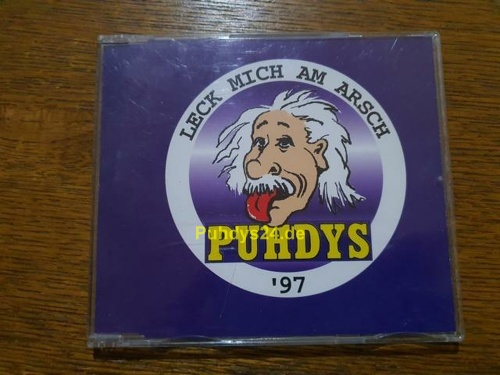 LECK MICH AM ARSCH
Puhdys24.de
PUHDYS
'97